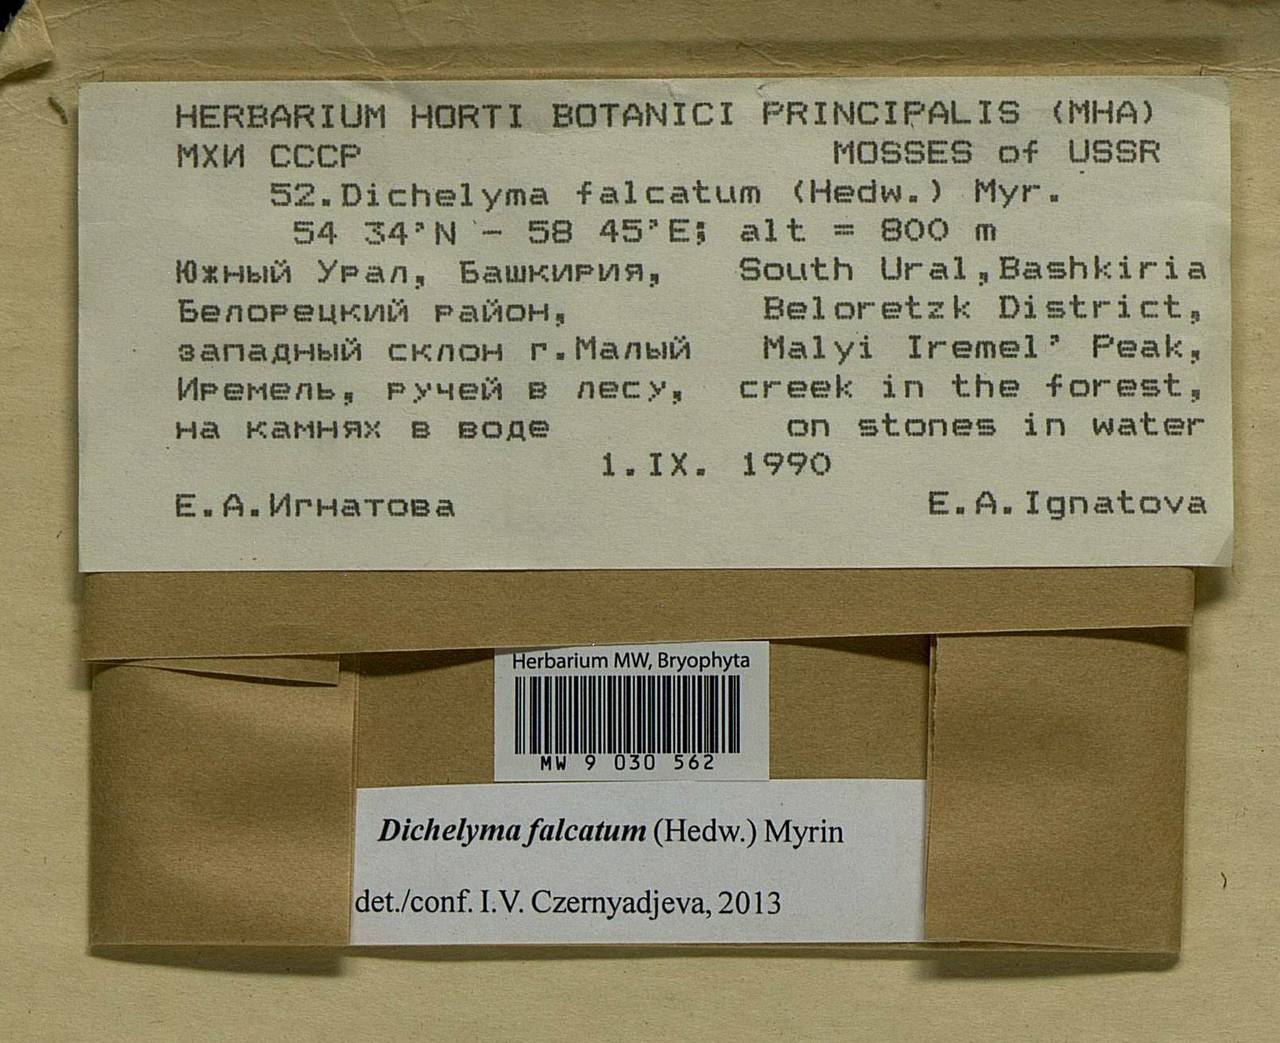 HERBARIUM HORTI BOTANICI PRINCIPALIS (MHA)
МХИ СССР MOSSES of USSR
52.Dichelyma falcatum (Hedw.) Myr.
54 34'N - 58 45'E; alt = 800 m
Южный Урал, Башкирия, South Ural,Bashkiria
Белорецкий район, Beloretzk District,
западный склон г.Малый Malyi Iremel' Peak,
Иремель, ручей в лесу, creek in the forest,
на камнях в воде on stones in water
1.IX. 1990
Е.А.Игнатова E.A.Ignatova
Herbarium MW, Bryophyta
MW 9 030 562
Dichelyma falcatum (Hedw.) Myrin
det./conf. I.V. Czernyadjeva, 2013